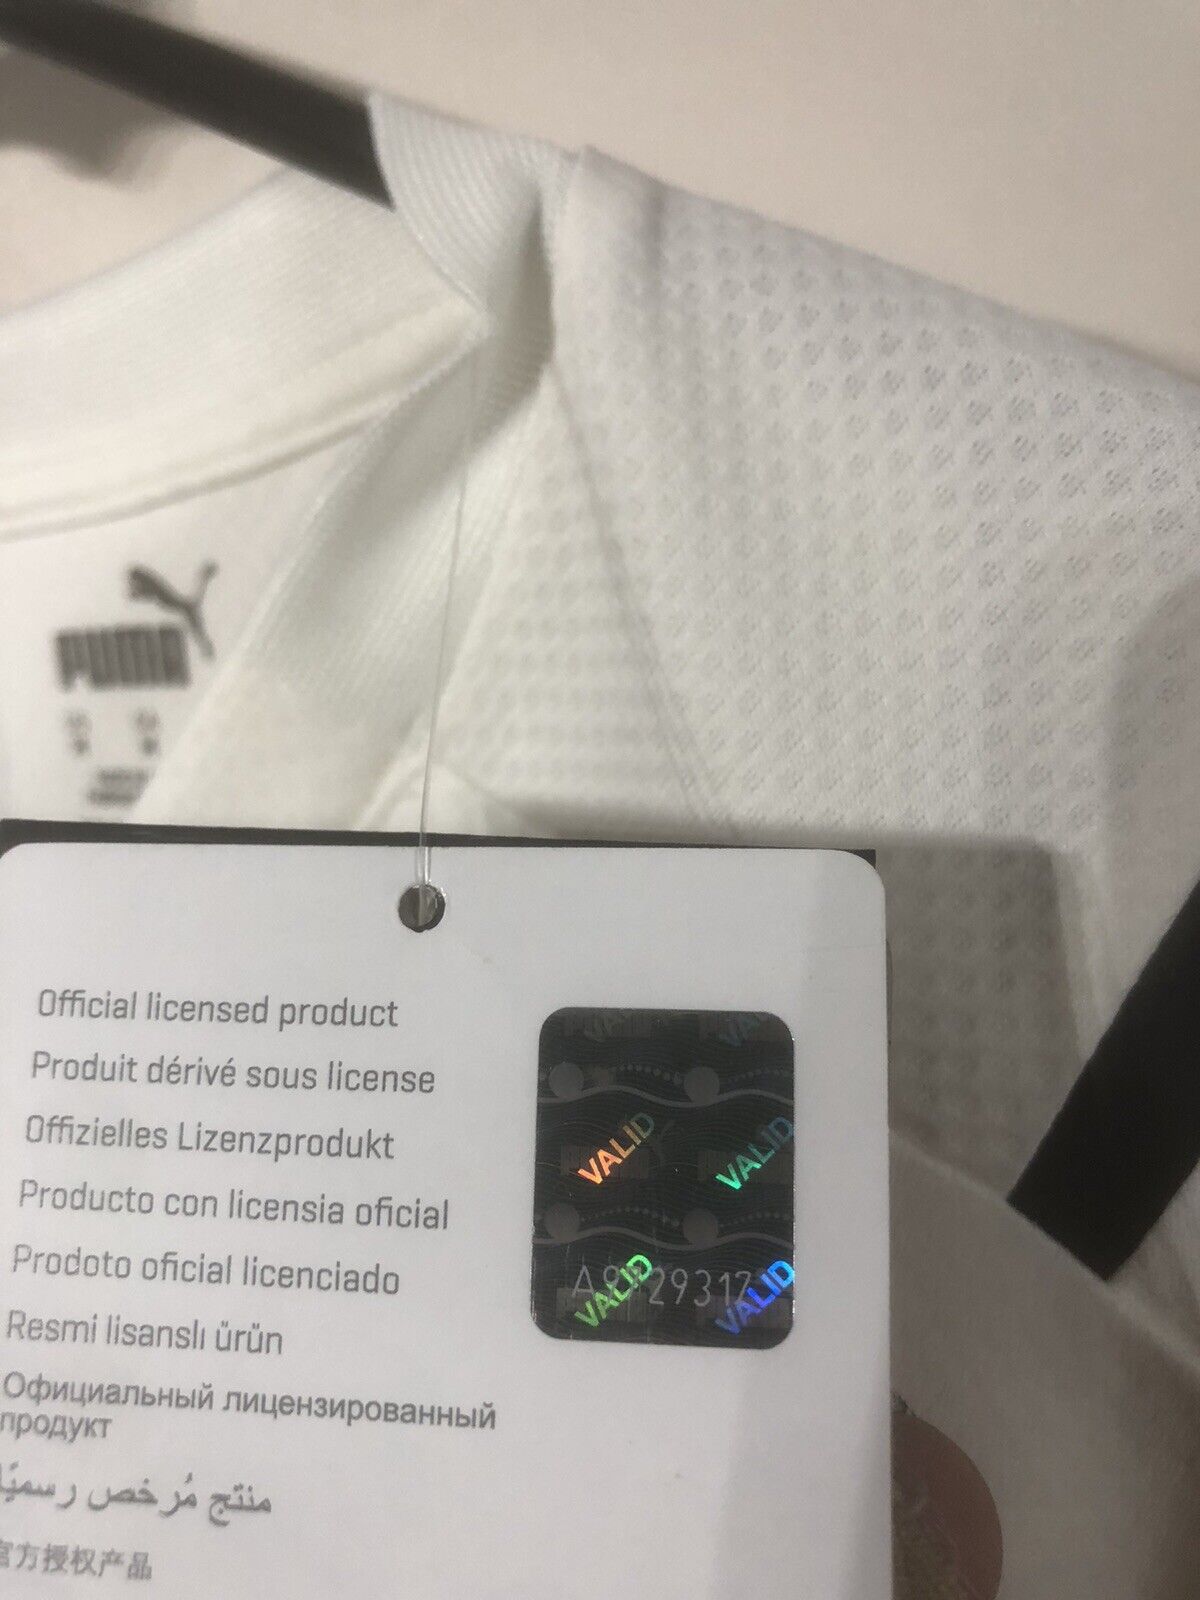 PUMA
Official licensed product
Produit dérivé sous license
Offizielles Lizenzprodukt
Producto con licensia oficial
Prodoto oficial licenciado
Resmi lisanslı ürün
Официальный лицензированный
продукт
منتج مُرخص رسميًا
官方授权产品
VALID VALID
VALID VALID